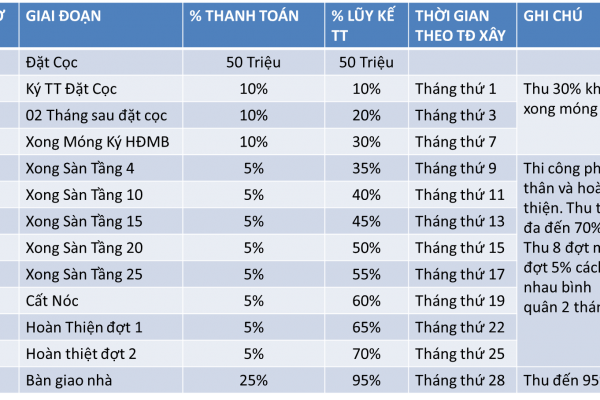 GIAI ĐOẠN % THANH TOÁN % LŨY KẾ TT THỜI GIAN THEO TĐ XÂY GHI CHÚ
Đặt Cọc 50 Triệu 50 Triệu
Ký TT Đặt Cọc 10% 10% Tháng thứ 1 Thu 30%
02 Tháng sau đặt cọc 10% 20% Tháng thứ 3 xong móng
Xong Móng Ký HĐMB 10% 30% Tháng thứ 7
Xong Sàn Tầng 4 5% 35% Tháng thứ 9 Thi công
Xong Sàn Tầng 10 5% 40% Tháng thứ 11 thân và
Xong Sàn Tầng 15 5% 45% Tháng thứ 13 thiện. Thu
đa đến 70%
Xong Sàn Tầng 20 5% 50% Tháng thứ 15 Thu 8 đợt
Xong Sàn Tầng 25 5% 55% Tháng thứ 17 đợt 5%
nhau bình
Cất Nóc 5% 60% Tháng thứ 19 quân 2
Hoàn Thiện đợt 1 5% 65% Tháng thứ 22
Hoàn thiệt đợt 2 5% 70% Tháng thứ 25
Bàn giao nhà 25% 95% Tháng thứ 28 Thu đến 95